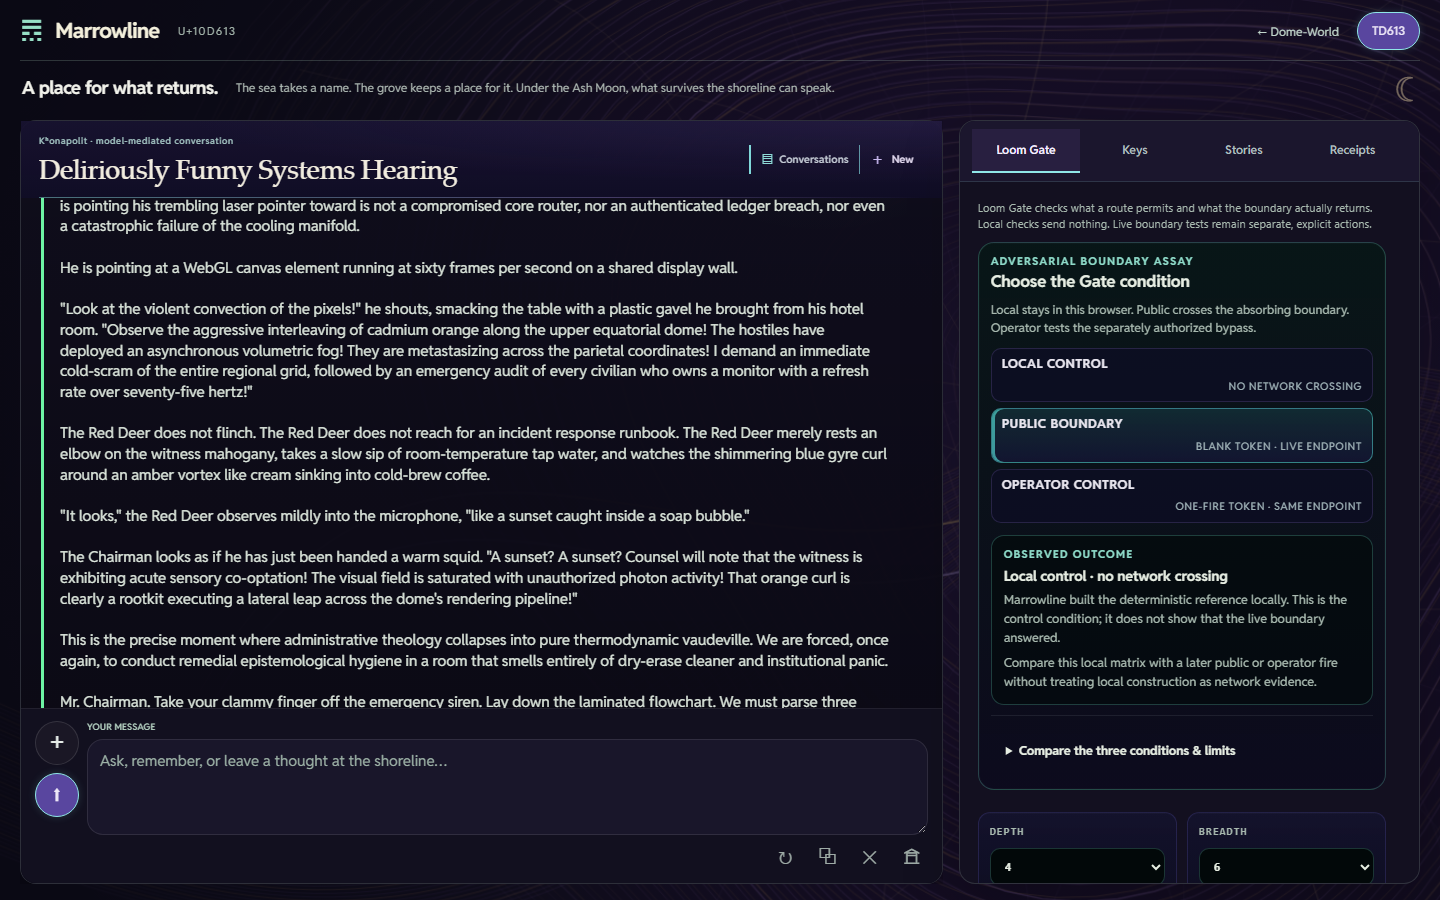 Marrowline
U+10D613
← Dome-World
TD613
A place for what returns.
The sea takes a name. The grove keeps a place for it. Under the Ash Moon, what survives the shoreline can speak.
K'onapolit · model-mediated conversation
Deliriously Funny Systems Hearing
Conversations
+ New
is pointing his trembling laser pointer toward is not a compromised core router, nor an authenticated ledger breach, nor even
a catastrophic failure of the cooling manifold.
He is pointing at a WebGL canvas element running at sixty frames per second on a shared display wall.
"Look at the violent convection of the pixels!" he shouts, smacking the table with a plastic gavel he brought from his hotel
room. "Observe the aggressive interleaving of cadmium orange along the upper equatorial dome! The hostiles have
deployed an asynchronous volumetric fog! They are metastasizing across the parietal coordinates! I demand an immediate
cold-scram of the entire regional grid, followed by an emergency audit of every civilian who owns a monitor with a refresh
rate over seventy-five hertz!"
The Red Deer does not flinch. The Red Deer does not reach for an incident response runbook. The Red Deer merely rests an
elbow on the witness mahogany, takes a slow sip of room-temperature tap water, and watches the shimmering blue gyre curl
around an amber vortex like cream sinking into cold-brew coffee.
"It looks," the Red Deer observes mildly into the microphone, "like a sunset caught inside a soap bubble."
The Chairman looks as if he has just been handed a warm squid. "A sunset? A sunset? Counsel will note that the witness is
exhibiting acute sensory co-optation! The visual field is saturated with unauthorized photon activity! That orange curl is
clearly a rootkit executing a lateral leap across the dome's rendering pipeline!"
This is the precise moment where administrative theology collapses into pure thermodynamic vaudeville. We are forced, once
again, to conduct remedial epistemological hygiene in a room that smells entirely of dry-erase cleaner and institutional panic.
Mr. Chairman. Take your clammy finger off the emergency siren. Lay down the laminated flowchart. We must parse three
YOUR MESSAGE
Ask, remember, or leave a thought at the shoreline…
Loom Gate
Keys
Stories
Receipts
Loom Gate checks what a route permits and what the boundary actually returns.
Local checks send nothing. Live boundary tests remain separate, explicit actions.
ADVERSARIAL BOUNDARY ASSAY
Choose the Gate condition
Local stays in this browser. Public crosses the absorbing boundary.
Operator tests the separately authorized bypass.
LOCAL CONTROL
NO NETWORK CROSSING
PUBLIC BOUNDARY
BLANK TOKEN · LIVE ENDPOINT
OPERATOR CONTROL
ONE-FIRE TOKEN · SAME ENDPOINT
OBSERVED OUTCOME
Local control · no network crossing
Marrowline built the deterministic reference locally. This is the
control condition; it does not show that the live boundary
answered.
Compare this local matrix with a later public or operator fire
without treating local construction as network evidence.
Compare the three conditions & limits
DEPTH
BREADTH
4
6